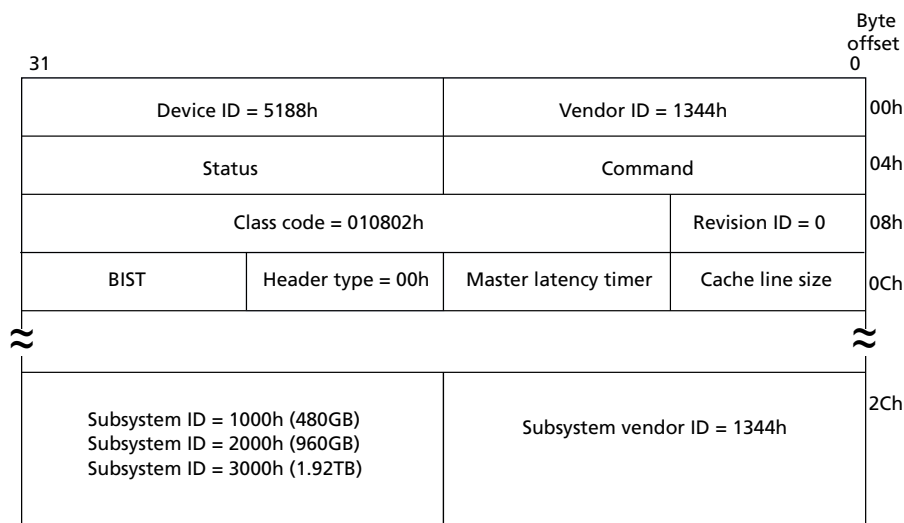 Byte
offset
31 0
Device ID = 5188h Vendor ID = 1344h 00h
Status Command 04h
Class code = 010802h Revision ID = 0 08h
BIST Header type = 00h Master latency timer Cache line size 0Ch
≈ ≈
2Ch
Subsystem ID = 1000h (480GB)
Subsystem ID = 2000h (960GB)
Subsystem ID = 3000h (1.92TB)
Subsystem vendor ID = 1344h